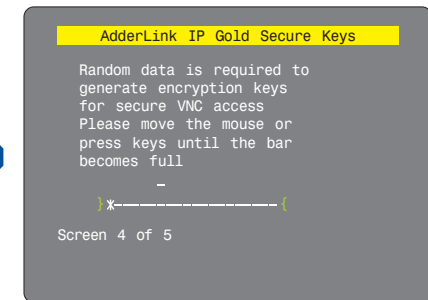 AdderLink IP Gold Secure Keys
Random data is required to
generate encryption keys
for secure VNC access
Please move the mouse or
press keys until the bar
becomes full
}*-------------------{
Screen 4 of 5